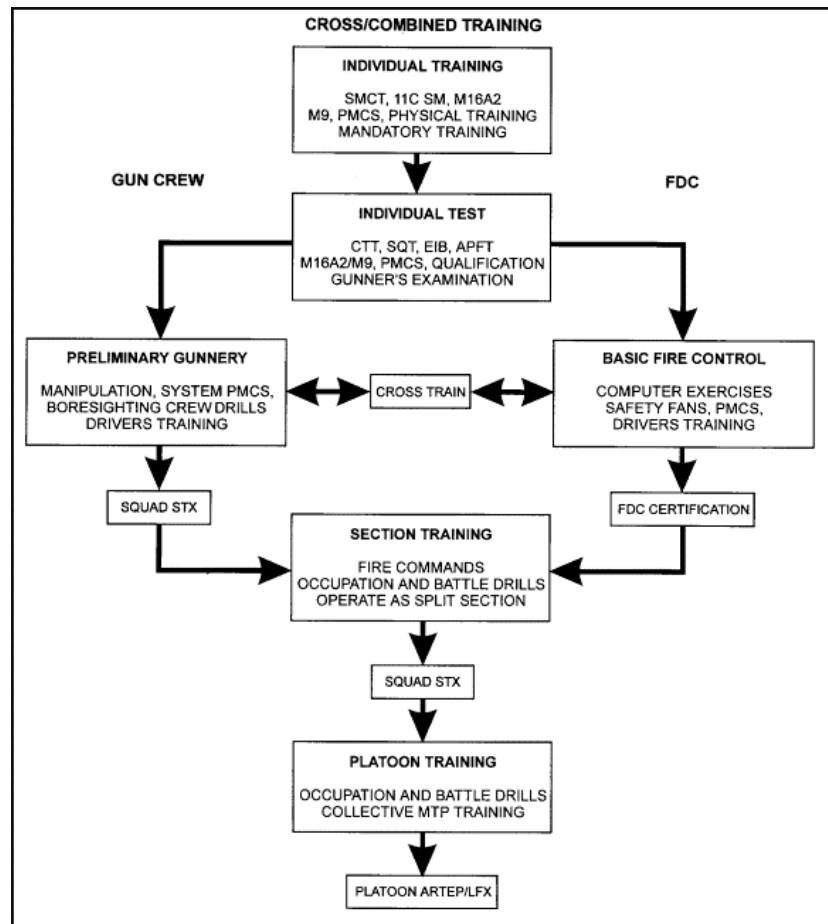 CROSS/COMBINED TRAINING
INDIVIDUAL TRAINING
SMCT, 11C SM, M16A2
M9, PMCS, PHYSICAL TRAINING
MANDATORY TRAINING
GUN CREW
FDC
INDIVIDUAL TEST
CTT, SQT, EIB, APFT
M16A2/M9, PMCS, QUALIFICATION
GUNNER'S EXAMINATION
PRELIMINARY GUNNERY
MANIPULATION, SYSTEM PMCS,
BORESIGHTING CREW DRILLS
DRIVERS TRAINING
CROSS TRAIN
BASIC FIRE CONTROL
COMPUTER EXERCISES
SAFETY FANS, PMCS,
DRIVERS TRAINING
SQUAD STX
FDC CERTIFICATION
SECTION TRAINING
FIRE COMMANDS
OCCUPATION AND BATTLE DRILLS
OPERATE AS SPLIT SECTION
SQUAD STX
PLATOON TRAINING
OCCUPATION AND BATTLE DRILLS
COLLECTIVE MTP TRAINING
PLATOON ARTEP/LFX